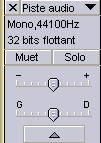 × Piste audio ▼
Mono,44100Hz
32 bits flottant
Muet Solo
- +
G D